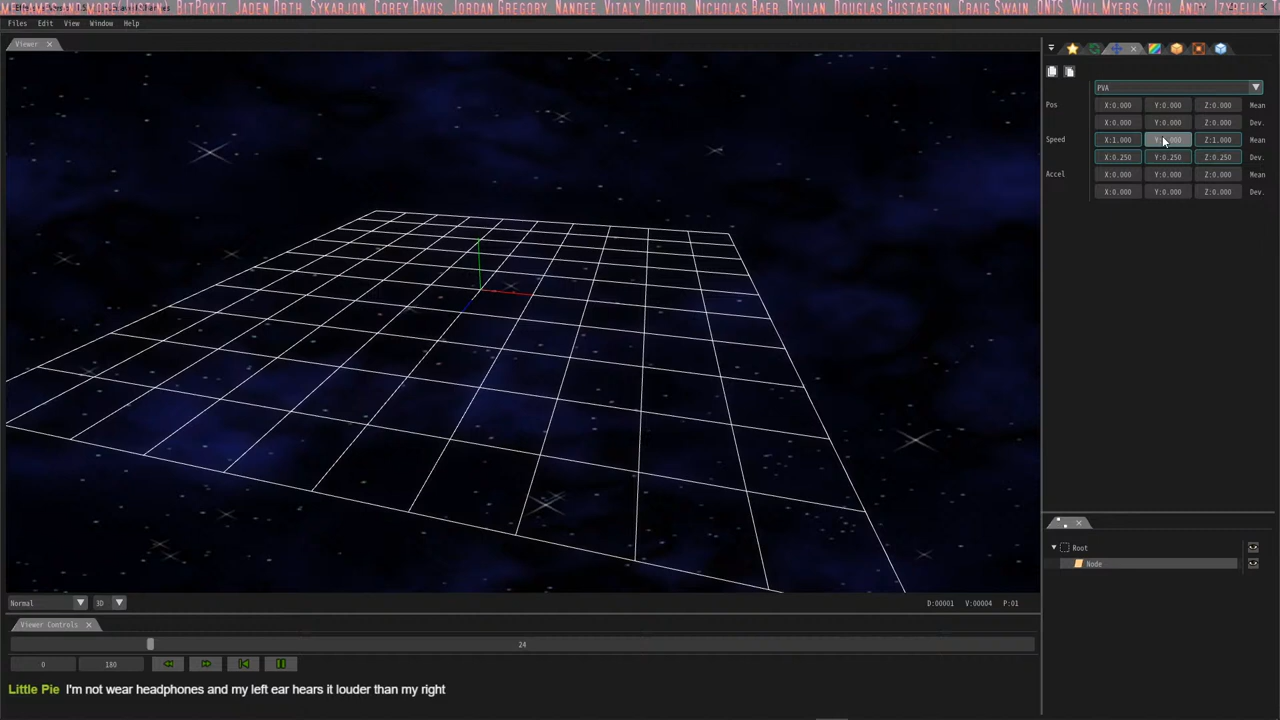 BitPokit Jaden Orth Sykarjon Corey Davis Jordan Gregory Nandee Vitaly Dufour Nicholas Baer Dyllan Douglas Gustafson Craig Swain ONTS Will Myers Yigu Andy
Files Edit View Window Help
Viewer
PVA
Pos X:0.000 Y:0.000 Z:0.000 Mean
X:0.000 Y:0.000 Z:0.000 Dev.
Speed X:1.000 Z:1.000 Mean
X:0.250 Y:0.250 Z:0.250 Dev.
Accel X:0.000 Y:0.000 Z:0.000 Mean
X:0.000 Y:0.000 Z:0.000 Dev.
Root
Node
Normal 3D D:00001 V:00004 P:01
Viewer Controls
24
0 180
Little Pie I'm not wear headphones and my left ear hears it louder than my right